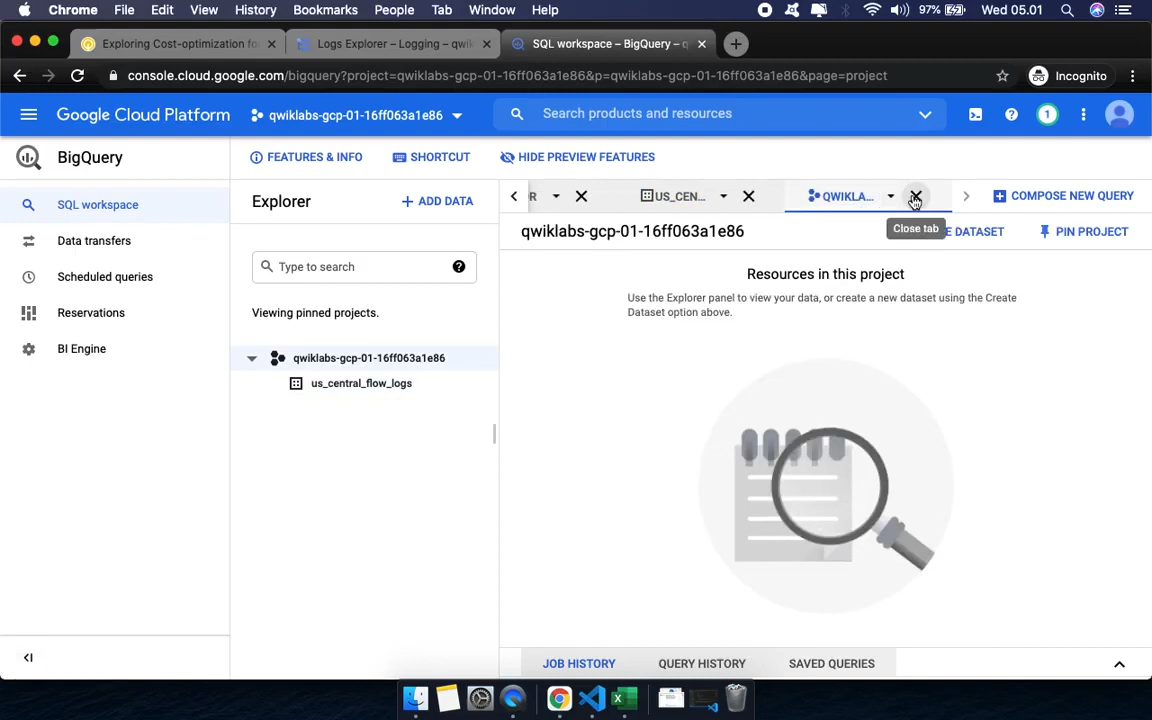 Chrome File Edit View History Bookmarks People Tab Window Help 97% Wed 05.01
Exploring Cost-optimization fo Logs Explorer – Logging – qwik SQL workspace – BigQuery – q
console.cloud.google.com/bigquery?project=qwiklabs-gcp-01-16ff063a1e86&p=qwiklabs-gcp-01-16ff063a1e86&page=project Incognito
Google Cloud Platform qwiklabs-gcp-01-16ff063a1e86 Search products and resources 1
BigQuery FEATURES & INFO SHORTCUT HIDE PREVIEW FEATURES
SQL workspace
Data transfers
Scheduled queries
Reservations
BI Engine
Explorer ADD DATA
Type to search
Viewing pinned projects.
qwiklabs-gcp-01-16ff063a1e86
us_central_flow_logs
R US_CEN... QWIKLA... COMPOSE NEW QUERY
Close tab
qwiklabs-gcp-01-16ff063a1e86 E DATASET PIN PROJECT
Resources in this project
Use the Explorer panel to view your data, or create a new dataset using the Create
Dataset option above.
JOB HISTORY QUERY HISTORY SAVED QUERIES